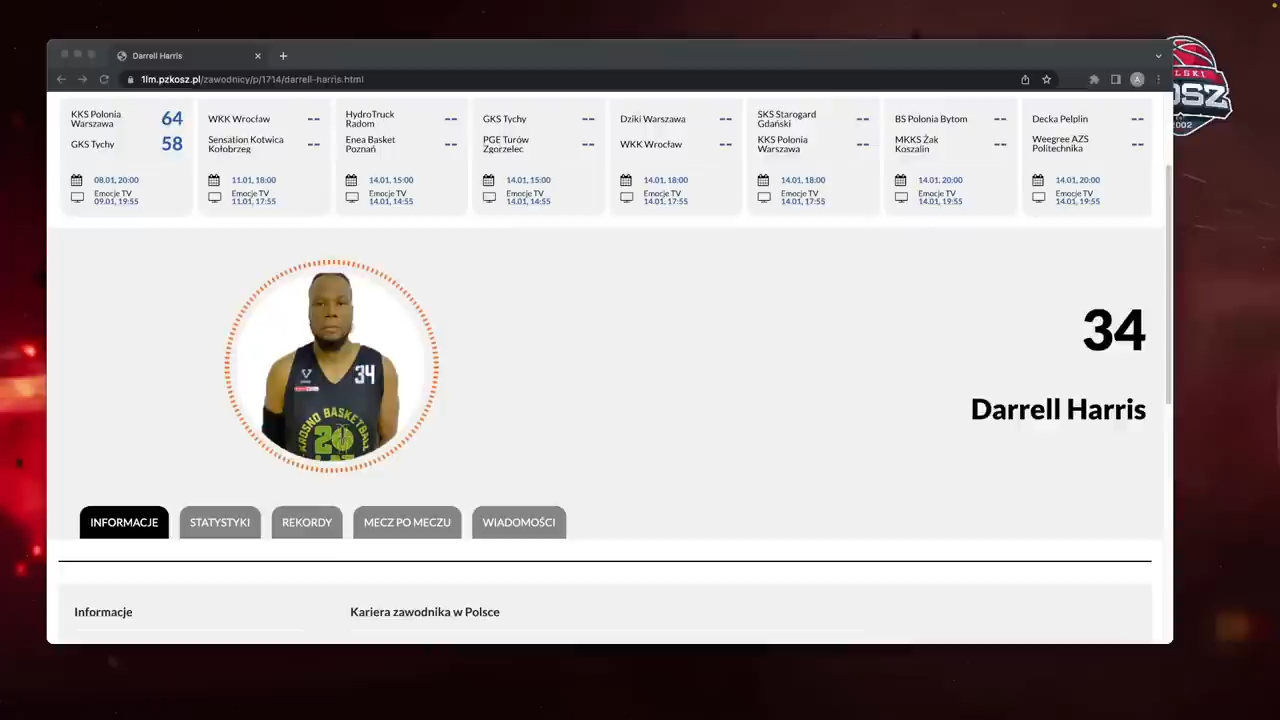 Darrell Harris
1lm.pzkosz.pl/zawodnicy/p/1714/darrell-harris.html
A
LSKI
OSZ
2002
KKS Polonia
Warszawa
64
GKS Tychy
58
08.01, 20:00
Emocje TV
09.01, 19:55
WKK Wrocław
--
Sensation Kotwica
Kołobrzeg
--
11.01, 18:00
Emocje TV
11.01, 17:55
HydroTruck
Radom
--
Enea Basket
Poznań
--
14.01, 15:00
Emocje TV
14.01, 14:55
GKS Tychy
--
PGE Turów
Zgorzelec
--
14.01, 15:00
Emocje TV
14.01, 14:55
Dziki Warszawa
--
WKK Wrocław
--
14.01, 18:00
Emocje TV
14.01, 17:55
SKS Starogard
Gdański
--
KKS Polonia
Warszawa
--
14.01, 18:00
Emocje TV
14.01, 17:55
BS Polonia Bytom
--
MKKS Żak
Koszalin
--
14.01, 20:00
Emocje TV
14.01, 19:55
Decka Pelplin
--
Weegree AZS
Politechnika
--
14.01, 20:00
Emocje TV
14.01, 19:55
34
KROSNO BASKETBALL
20
34
Darrell Harris
INFORMACJE
STATYSTYKI
REKORDY
MECZ PO MECZU
WIADOMOŚCI
Informacje
Kariera zawodnika w Polsce